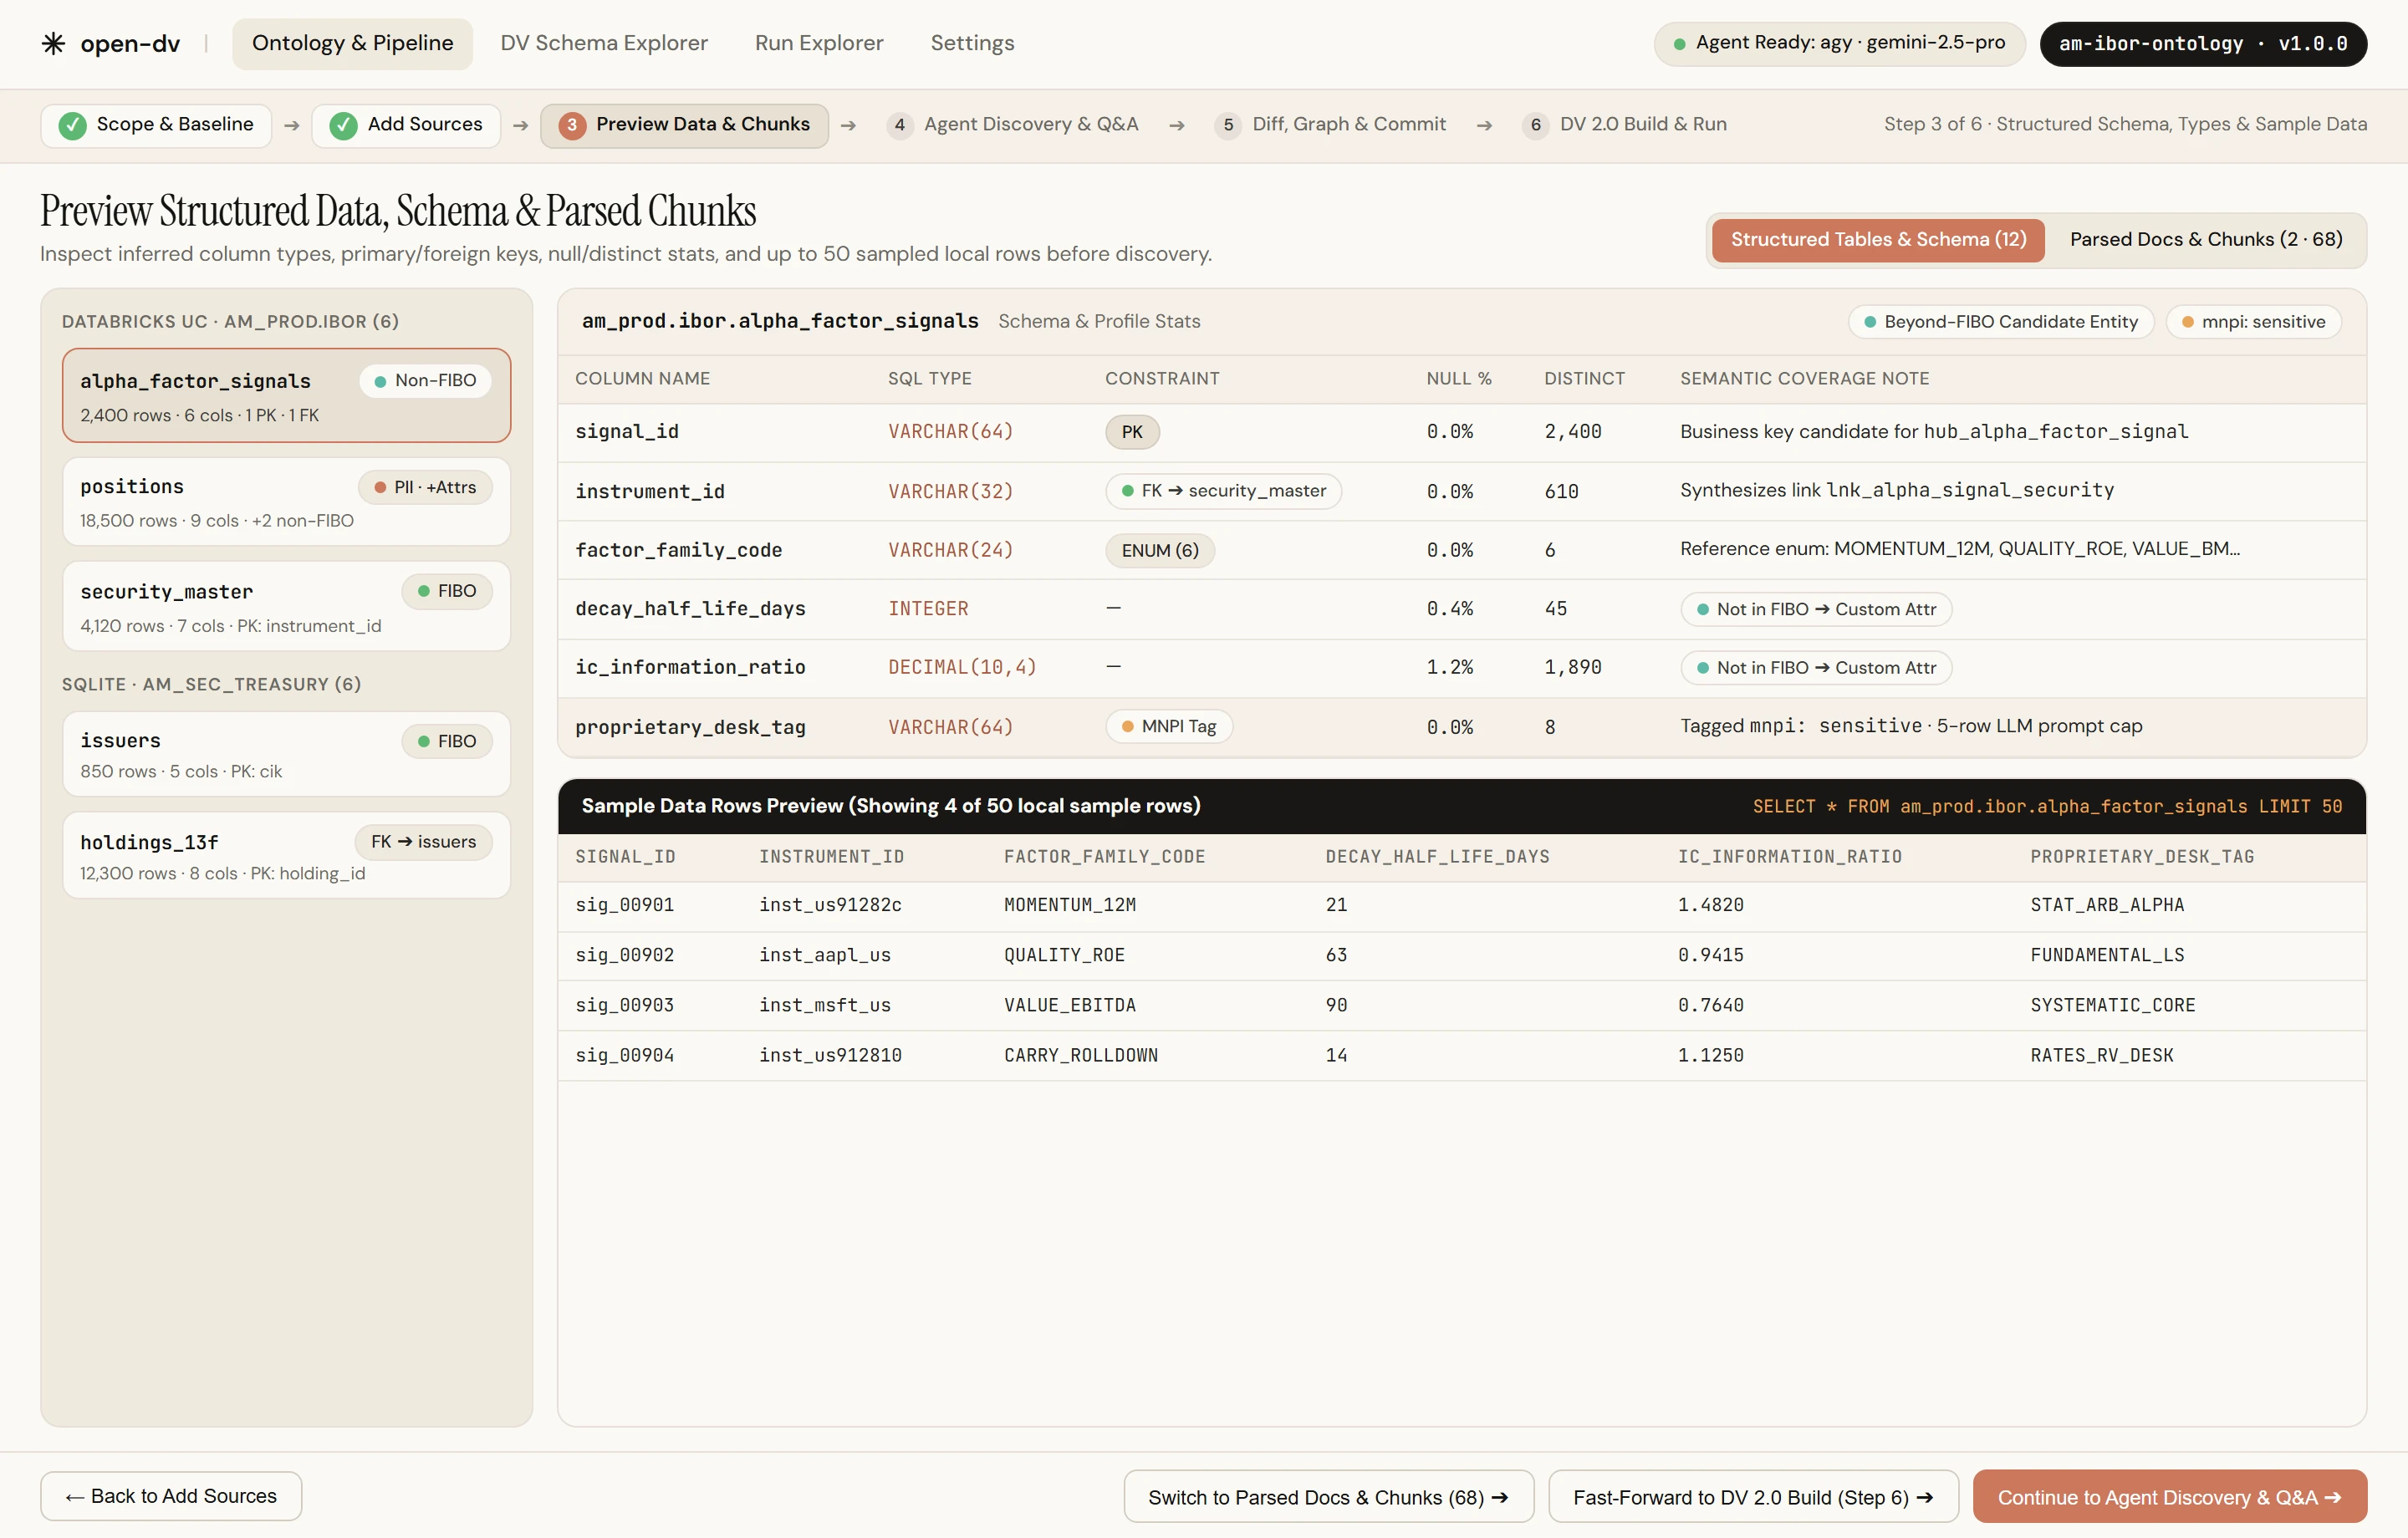 open-dv | Ontology & Pipeline DV Schema Explorer Run Explorer Settings Agent Ready: agy · gemini-2.5-pro am-ibor-ontology · v1.0.0
✓ Scope & Baseline → ✓ Add Sources → 3 Preview Data & Chunks → 4 Agent Discovery & Q&A → 5 Diff, Graph & Commit → 6 DV 2.0 Build & Run Step 3 of 6 · Structured Schema, Types & Sample Data
Preview Structured Data, Schema & Parsed Chunks
Inspect inferred column types, primary/foreign keys, null/distinct stats, and up to 50 sampled local rows before discovery.
Structured Tables & Schema (12) Parsed Docs & Chunks (2 · 68)
DATABRICKS UC · AM_PROD.IBOR (6)
alpha_factor_signals Non-FIBO
2,400 rows · 6 cols · 1 PK · 1 FK
positions PII · +Attrs
18,500 rows · 9 cols · +2 non-FIBO
security_master FIBO
4,120 rows · 7 cols · PK: instrument_id
SQLITE · AM_SEC_TREASURY (6)
issuers FIBO
850 rows · 5 cols · PK: cik
holdings_13f FK → issuers
12,300 rows · 8 cols · PK: holding_id
am_prod.ibor.alpha_factor_signals Schema & Profile Stats Beyond-FIBO Candidate Entity mnpi: sensitive
COLUMN NAME SQL TYPE CONSTRAINT NULL % DISTINCT SEMANTIC COVERAGE NOTE
signal_id VARCHAR(64) PK 0.0% 2,400 Business key candidate for hub_alpha_factor_signal
instrument_id VARCHAR(32) FK → security_master 0.0% 610 Synthesizes link lnk_alpha_signal_security
factor_family_code VARCHAR(24) ENUM (6) 0.0% 6 Reference enum: MOMENTUM_12M, QUALITY_ROE, VALUE_BM...
decay_half_life_days INTEGER — 0.4% 45 Not in FIBO → Custom Attr
ic_information_ratio DECIMAL(10,4) — 1.2% 1,890 Not in FIBO → Custom Attr
proprietary_desk_tag VARCHAR(64) MNPI Tag 0.0% 8 Tagged mnpi: sensitive · 5-row LLM prompt cap
Sample Data Rows Preview (Showing 4 of 50 local sample rows) SELECT * FROM am_prod.ibor.alpha_factor_signals LIMIT 50
SIGNAL_ID INSTRUMENT_ID FACTOR_FAMILY_CODE DECAY_HALF_LIFE_DAYS IC_INFORMATION_RATIO PROPRIETARY_DESK_TAG
sig_00901 inst_us91282c MOMENTUM_12M 21 1.4820 STAT_ARB_ALPHA
sig_00902 inst_aapl_us QUALITY_ROE 63 0.9415 FUNDAMENTAL_LS
sig_00903 inst_msft_us VALUE_EBITDA 90 0.7640 SYSTEMATIC_CORE
sig_00904 inst_us912810 CARRY_ROLLDOWN 14 1.1250 RATES_RV_DESK
← Back to Add Sources Switch to Parsed Docs & Chunks (68) → Fast-Forward to DV 2.0 Build (Step 6) → Continue to Agent Discovery & Q&A →